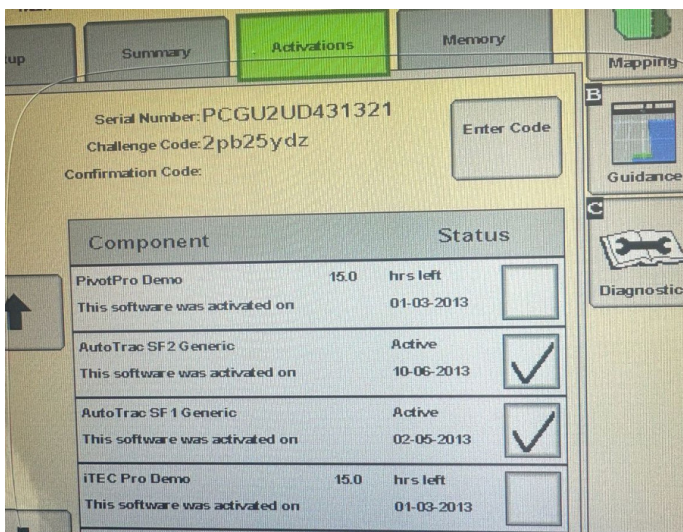 up
Summary
Activations
Memory
Mapping
Serial Number: PCGU2UD431321
Challenge Code: 2pb25ydz
Enter Code
Confirmation Code:
B
Guidance
C
Diagnostic
Component Status
PivotPro Demo 15.0 hrs left
This software was activated on 01-03-2013
AutoTrac SF2 Generic Active
This software was activated on 10-06-2013
AutoTrac SF1 Generic Active
This software was activated on 02-05-2013
iTEC Pro Demo 15.0 hrs left
This software was activated on 01-03-2013